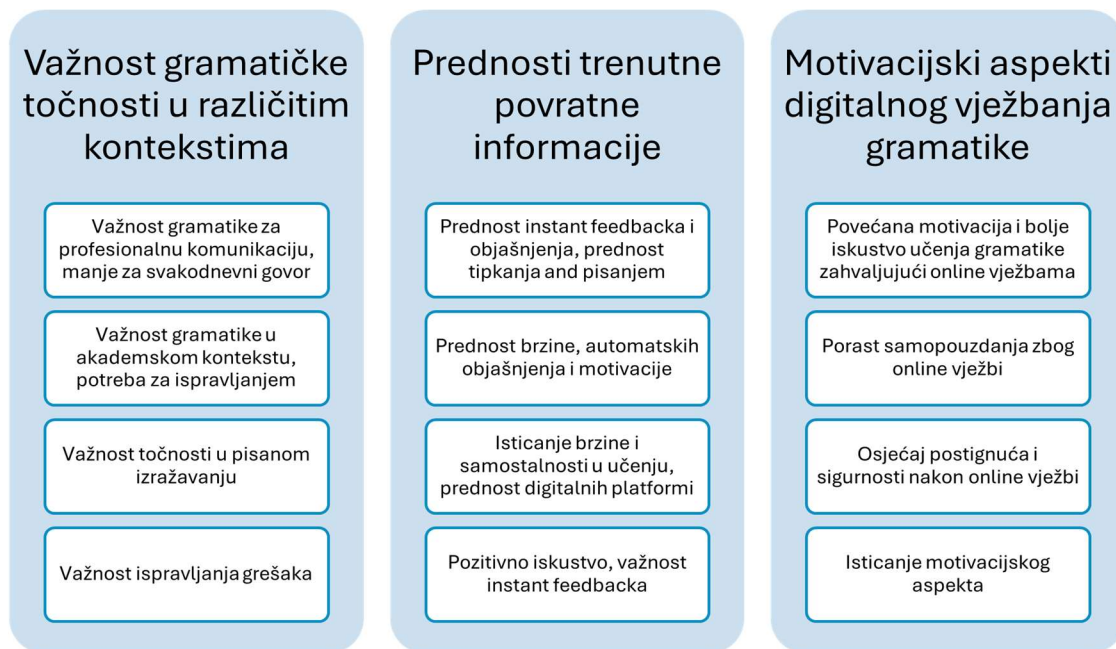 Važnost gramatičke
točnosti u različitim
kontekstima
Važnost gramatike za
profesionalnu komunikaciju,
manje za svakodnevni govor
Važnost gramatike u
akademskom kontekstu,
potreba za ispravljanjem
Važnost točnosti u pisanom
izražavanju
Važnost ispravljanja grešaka
Prednosti trenutne
povratne
informacije
Prednost instant feedbacka i
objašnjenja, prednost
tipkanja and pisanjem
Prednost brzine, automatskih
objašnjenja i motivacije
Isticanje brzine i
samostalnosti u učenju,
prednost digitalnih platformi
Pozitivno iskustvo, važnost
instant feedbacka
Motivacijski aspekti
digitalnog vježbanja
gramatike
Povećana motivacija i bolje
iskustvo učenja gramatike
zahvaljujući online vježbama
Porast samopouzdanja zbog
online vježbi
Osjećaj postignuća i
sigurnosti nakon online vježbi
Isticanje motivacijskog
aspekta